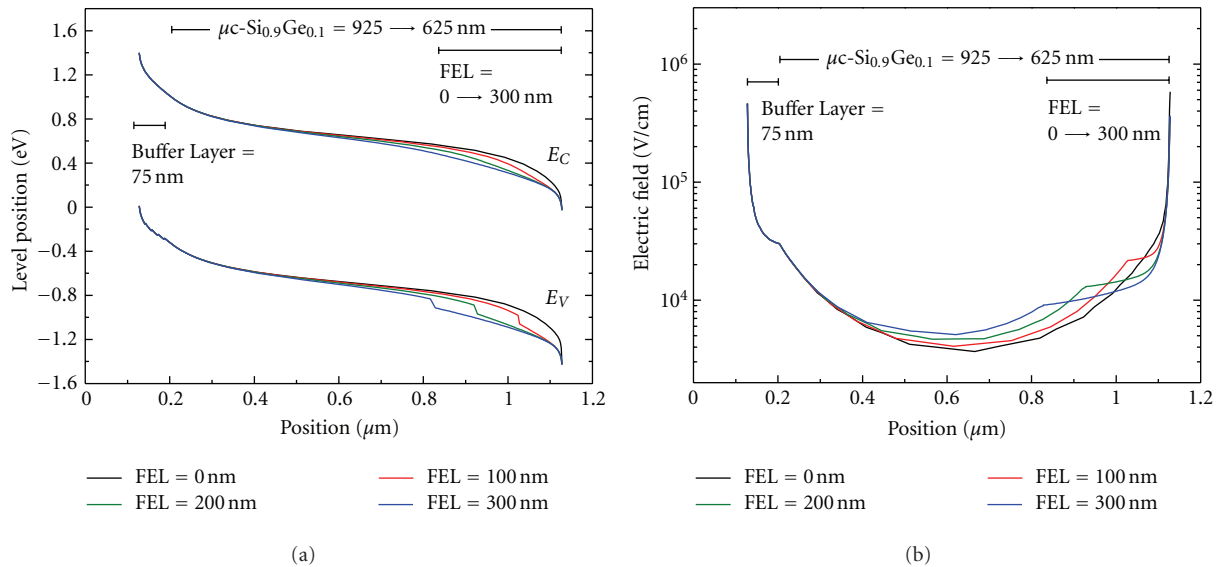 μc-Si0.9Ge0.1 = 925 → 625 nm
FEL =
0 → 300 nm
Buffer Layer =
75 nm
EC
EV
Level position (eV)
1.6
1.2
0.8
0.4
0
−0.4
−0.8
−1.2
−1.6
0
0.2
0.4
0.6
0.8
1
1.2
Position (μm)
FEL = 0 nm
FEL = 100 nm
FEL = 200 nm
FEL = 300 nm
(a)
μc-Si0.9Ge0.1 = 925 → 625 nm
Buffer Layer =
75 nm
FEL =
0 → 300 nm
Electric field (V/cm)
10^6
10^5
10^4
0
0.2
0.4
0.6
0.8
1
1.2
Position (μm)
FEL = 0 nm
FEL = 100 nm
FEL = 200 nm
FEL = 300 nm
(b)